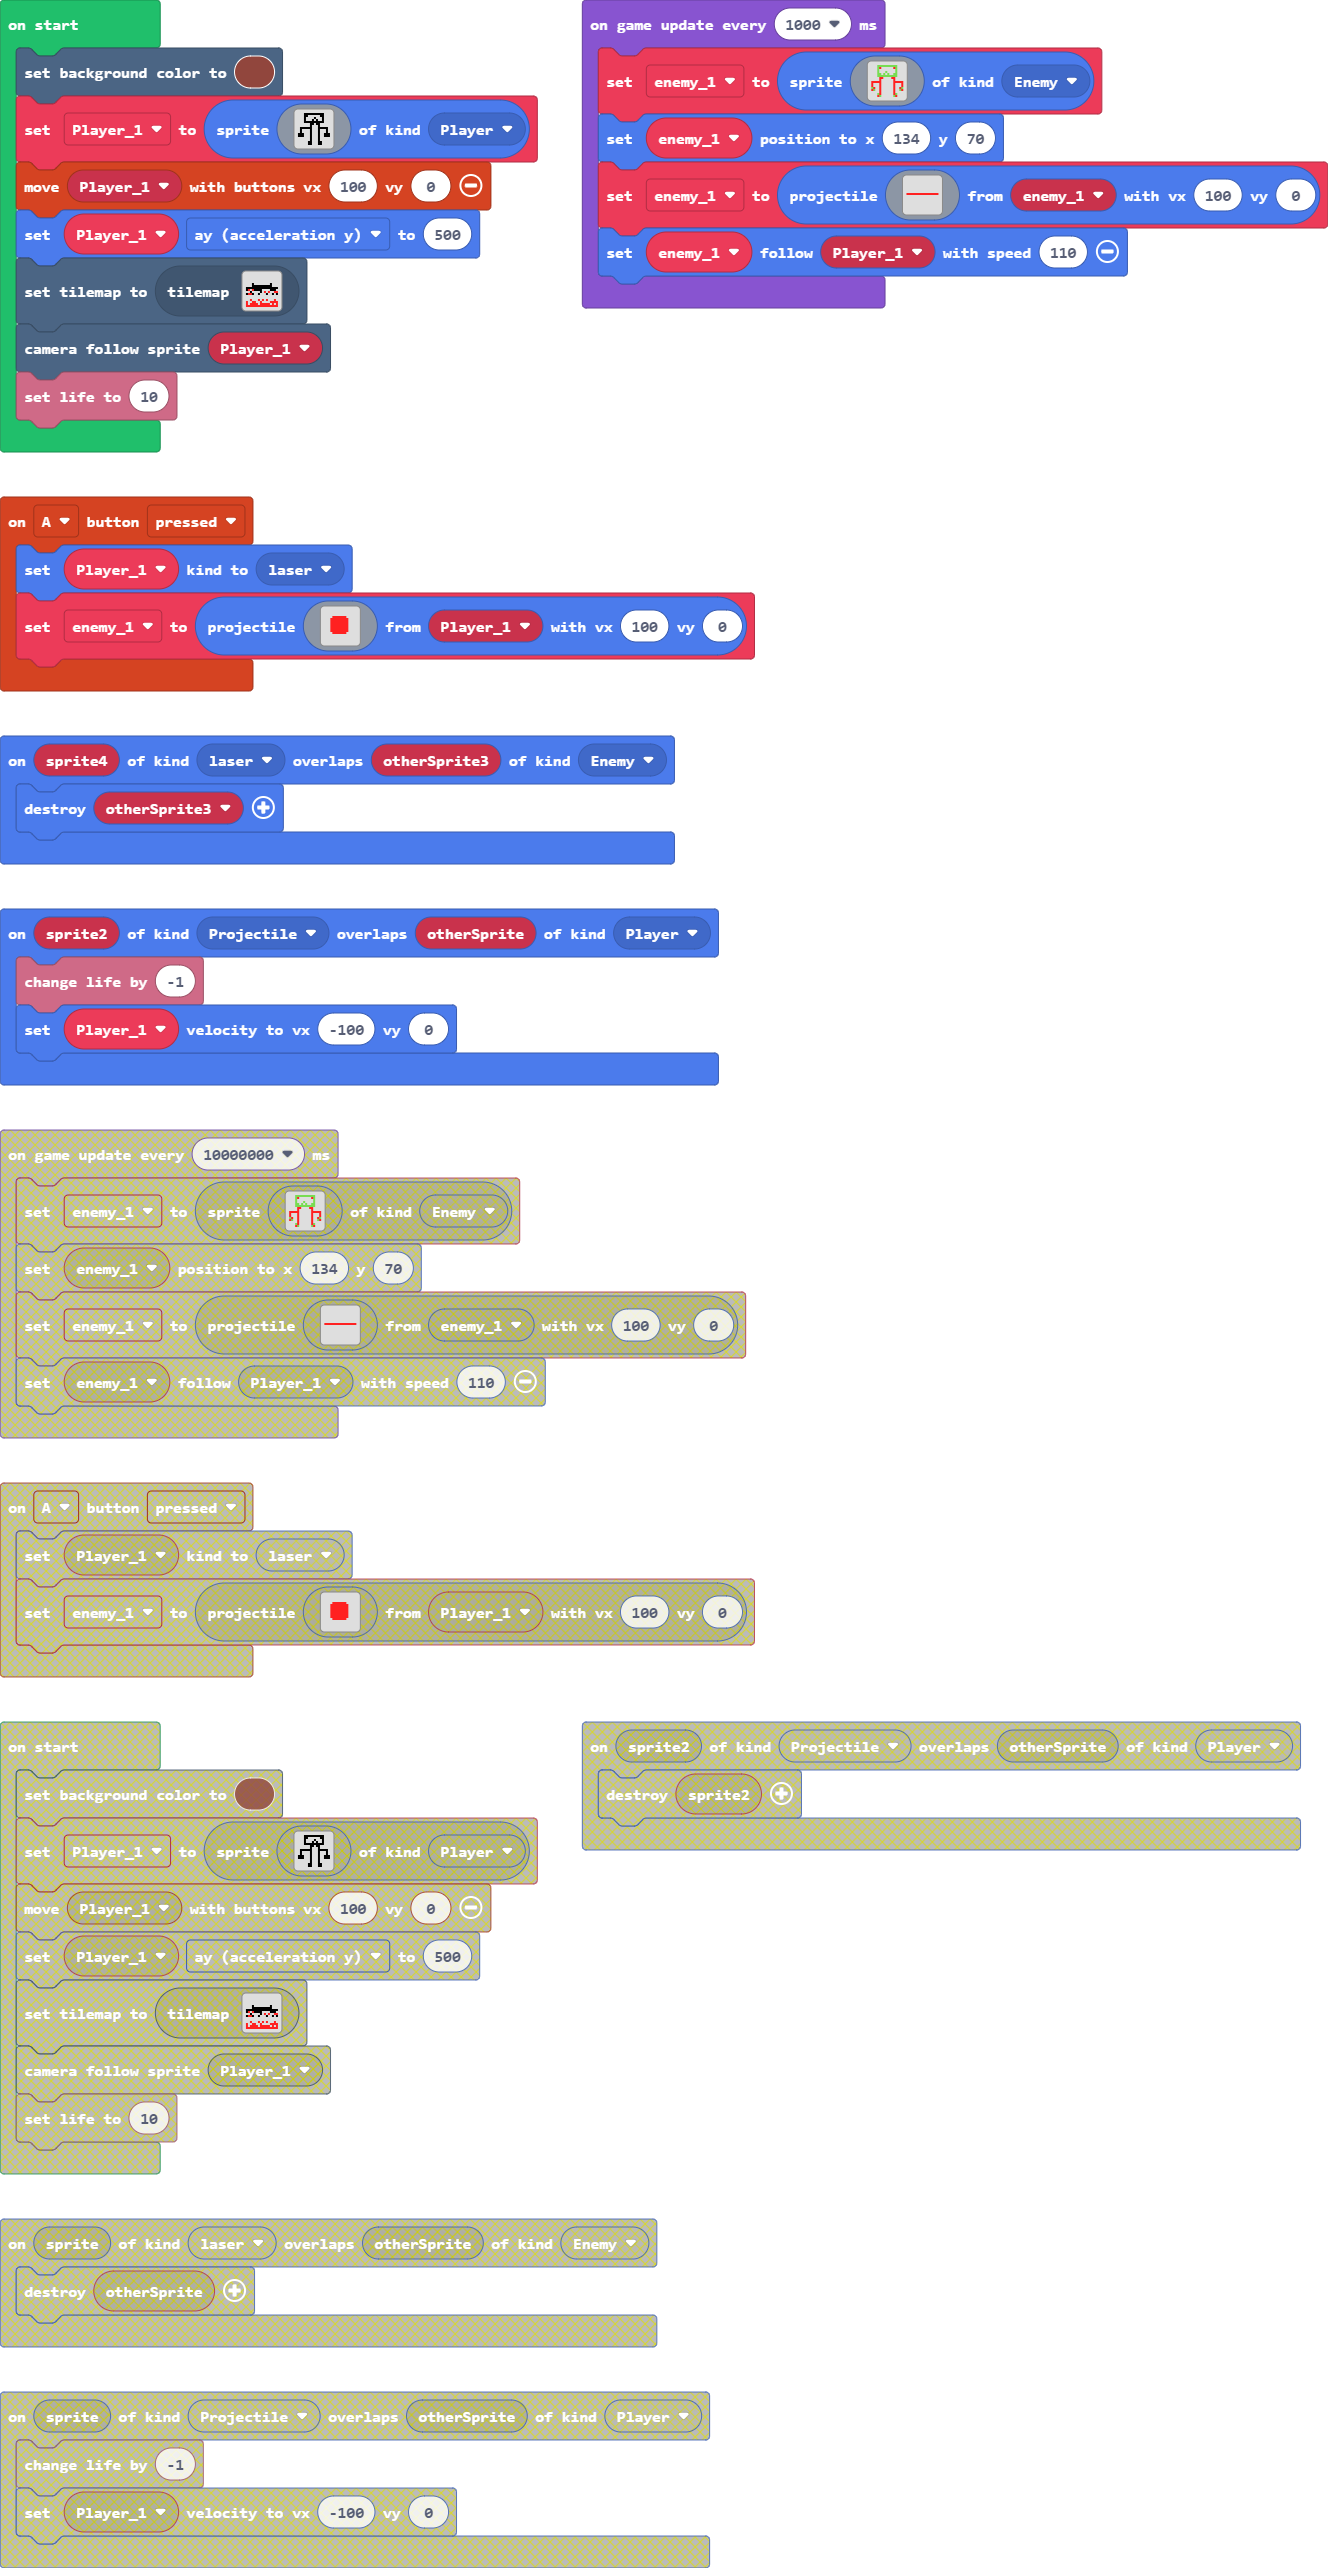 on start
set background color to
set Player_1 to sprite of kind Player
move Player_1 with buttons vx 100 vy 0
set Player_1 ay (acceleration y) to 500
set tilemap to tilemap
camera follow sprite Player_1
set life to 10
on game update every 1000 ms
set enemy_1 to sprite of kind Enemy
set enemy_1 position to x 134 y 70
set enemy_1 to projectile from enemy_1 with vx 100 vy 0
set enemy_1 follow Player_1 with speed 110
on A button pressed
set Player_1 kind to laser
set enemy_1 to projectile from Player_1 with vx 100 vy 0
on sprite4 of kind laser overlaps otherSprite3 of kind Enemy
destroy otherSprite3
on sprite2 of kind Projectile overlaps otherSprite of kind Player
change life by -1
set Player_1 velocity to vx -100 vy 0
on game update every 10000000 ms
set enemy_1 to sprite of kind Enemy
set enemy_1 position to x 134 y 70
set enemy_1 to projectile from enemy_1 with vx 100 vy 0
set enemy_1 follow Player_1 with speed 110
on A button pressed
set Player_1 kind to laser
set enemy_1 to projectile from Player_1 with vx 100 vy 0
on start
set background color to
set Player_1 to sprite of kind Player
move Player_1 with buttons vx 100 vy 0
set Player_1 ay (acceleration y) to 500
set tilemap to tilemap
camera follow sprite Player_1
set life to 10
on sprite2 of kind Projectile overlaps otherSprite of kind Player
destroy sprite2
on sprite of kind laser overlaps otherSprite of kind Enemy
destroy otherSprite
on sprite of kind Projectile overlaps otherSprite of kind Player
change life by -1
set Player_1 velocity to vx -100 vy 0